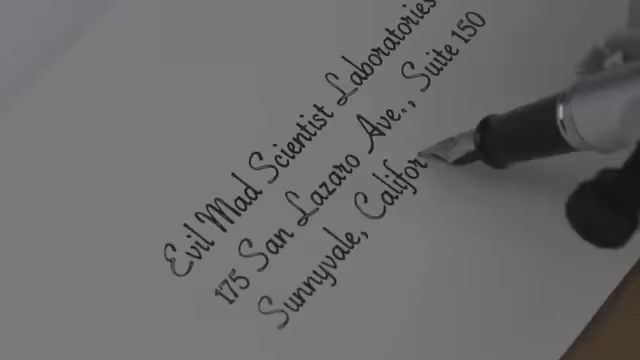 Evil Mad Scientist Laboratories
175 San Lazaro Ave., Suite 150
Sunnyvale, Califor